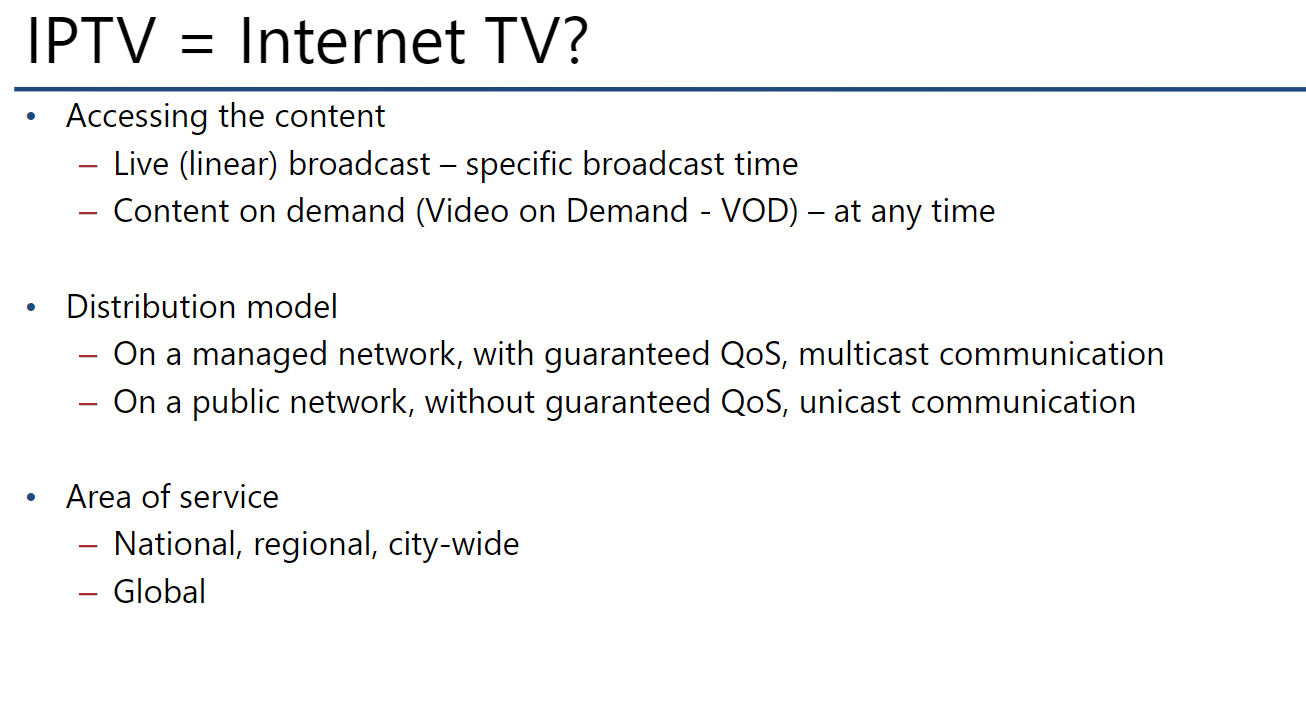 IPTV = Internet TV?
• Accessing the content
– Live (linear) broadcast – specific broadcast time
– Content on demand (Video on Demand - VOD) – at any time
• Distribution model
– On a managed network, with guaranteed QoS, multicast communication
– On a public network, without guaranteed QoS, unicast communication
• Area of service
– National, regional, city-wide
– Global